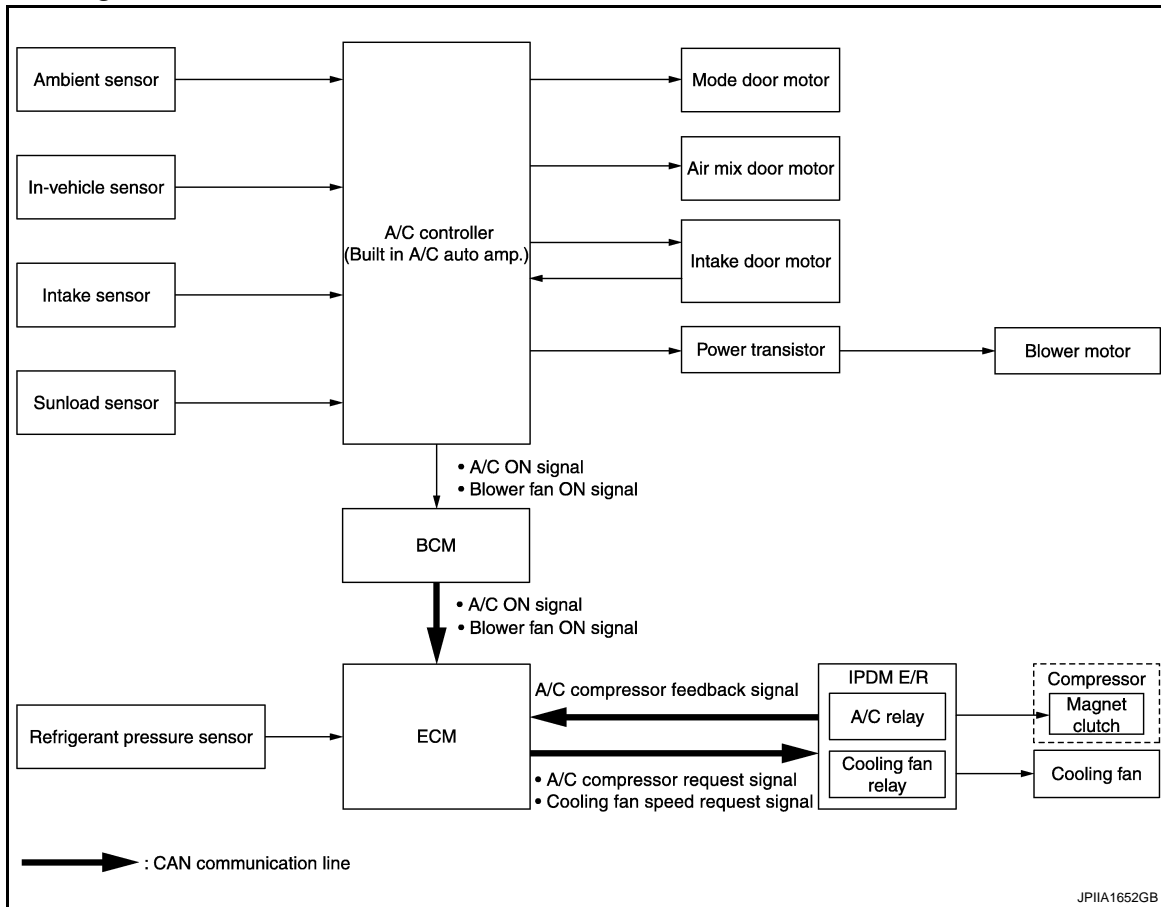 Ambient sensor
In-vehicle sensor
Intake sensor
Sunload sensor
A/C controller
(Built in A/C auto amp.)
Mode door motor
Air mix door motor
Intake door motor
Power transistor
Blower motor
• A/C ON signal
• Blower fan ON signal
BCM
• A/C ON signal
• Blower fan ON signal
Refrigerant pressure sensor
ECM
A/C compressor feedback signal
• A/C compressor request signal
• Cooling fan speed request signal
IPDM E/R
A/C relay
Cooling fan
relay
Compressor
Magnet
clutch
Cooling fan
: CAN communication line
JPIIA1652GB